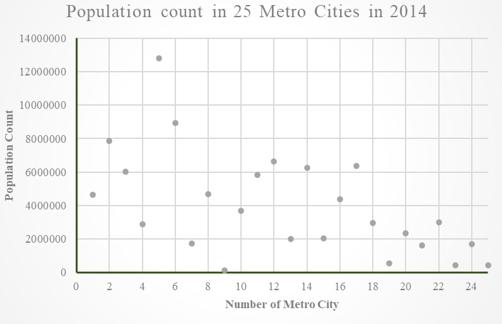 Population count in 25 Metro Cities in 2014
14000000
12000000
10000000
8000000
6000000
4000000
2000000
0
Population Count
0 2 4 6 8 10 12 14 16 18 20 22 24
Number of Metro City